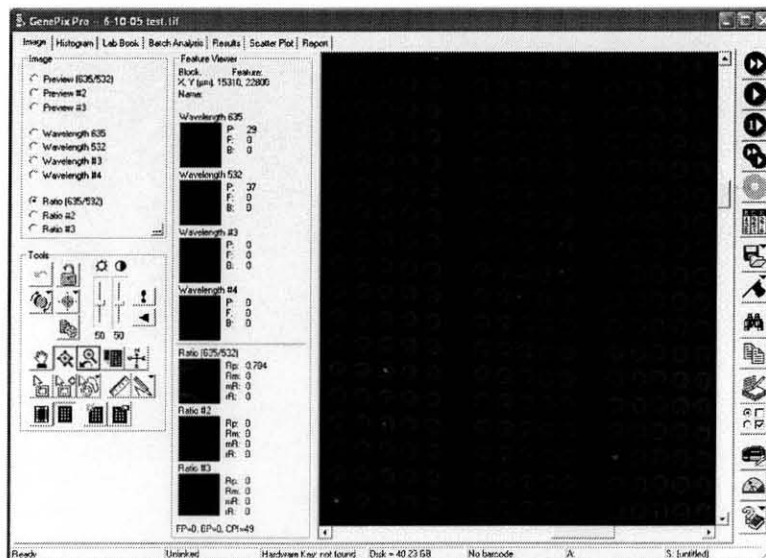 GenePix Pro -- 6-10-05 test.tif
Image Histogram Lab Book Batch Analysis Results Scatter Plot Report
Image
Preview (635/532)
Preview #2
Preview #3
Wavelength 635
Wavelength 532
Wavelength #3
Wavelength #4
Ratio (635/532)
Ratio #2
Ratio #3
...
Tools
50 50
Feature Viewer
Block: Feature:
X, Y (µm): 15310, 22800
Name:
Wavelength 635
P: 29
F: 0
B: 0
Wavelength 532
P: 37
F: 0
B: 0
Wavelength #3
P: 0
F: 0
B: 0
Wavelength #4
P: 0
F: 0
B: 0
Ratio (635/532)
Rp: 0.784
Rm: 0
mR: 0
rR: 0
Ratio #2
Rp: 0
Rm: 0
mR: 0
rR: 0
Ratio #3
Rp: 0
Rm: 0
mR: 0
rR: 0
FP=0, BP=0, CPI=49
Ready Unlinked Hardware Key: not found Disk = 40.23 GB No barcode A: S: [untitled]